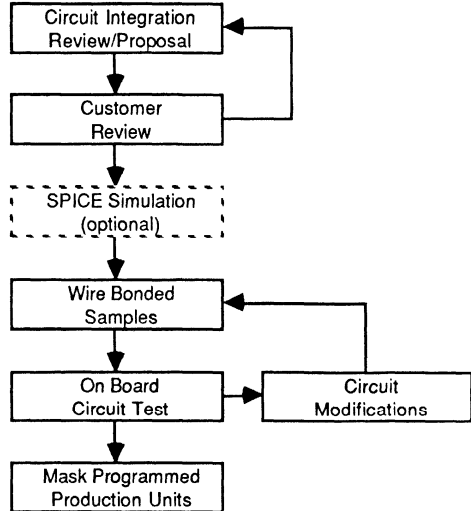 Circuit Integration
Review/Proposal
Customer
Review
SPICE Simulation
(optional)
Wire Bonded
Samples
On Board
Circuit Test
Circuit
Modifications
Mask Programmed
Production Units